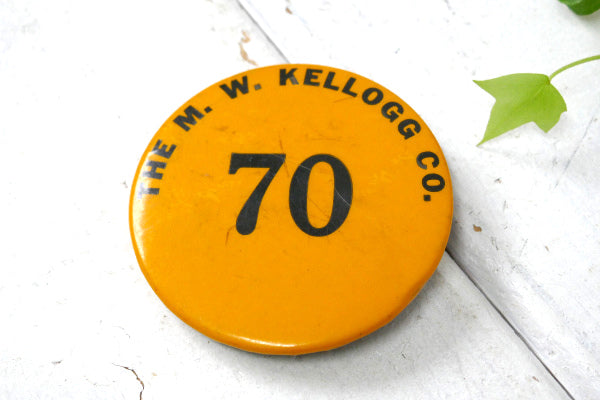 THE M. W. KELLOGG CO.
70